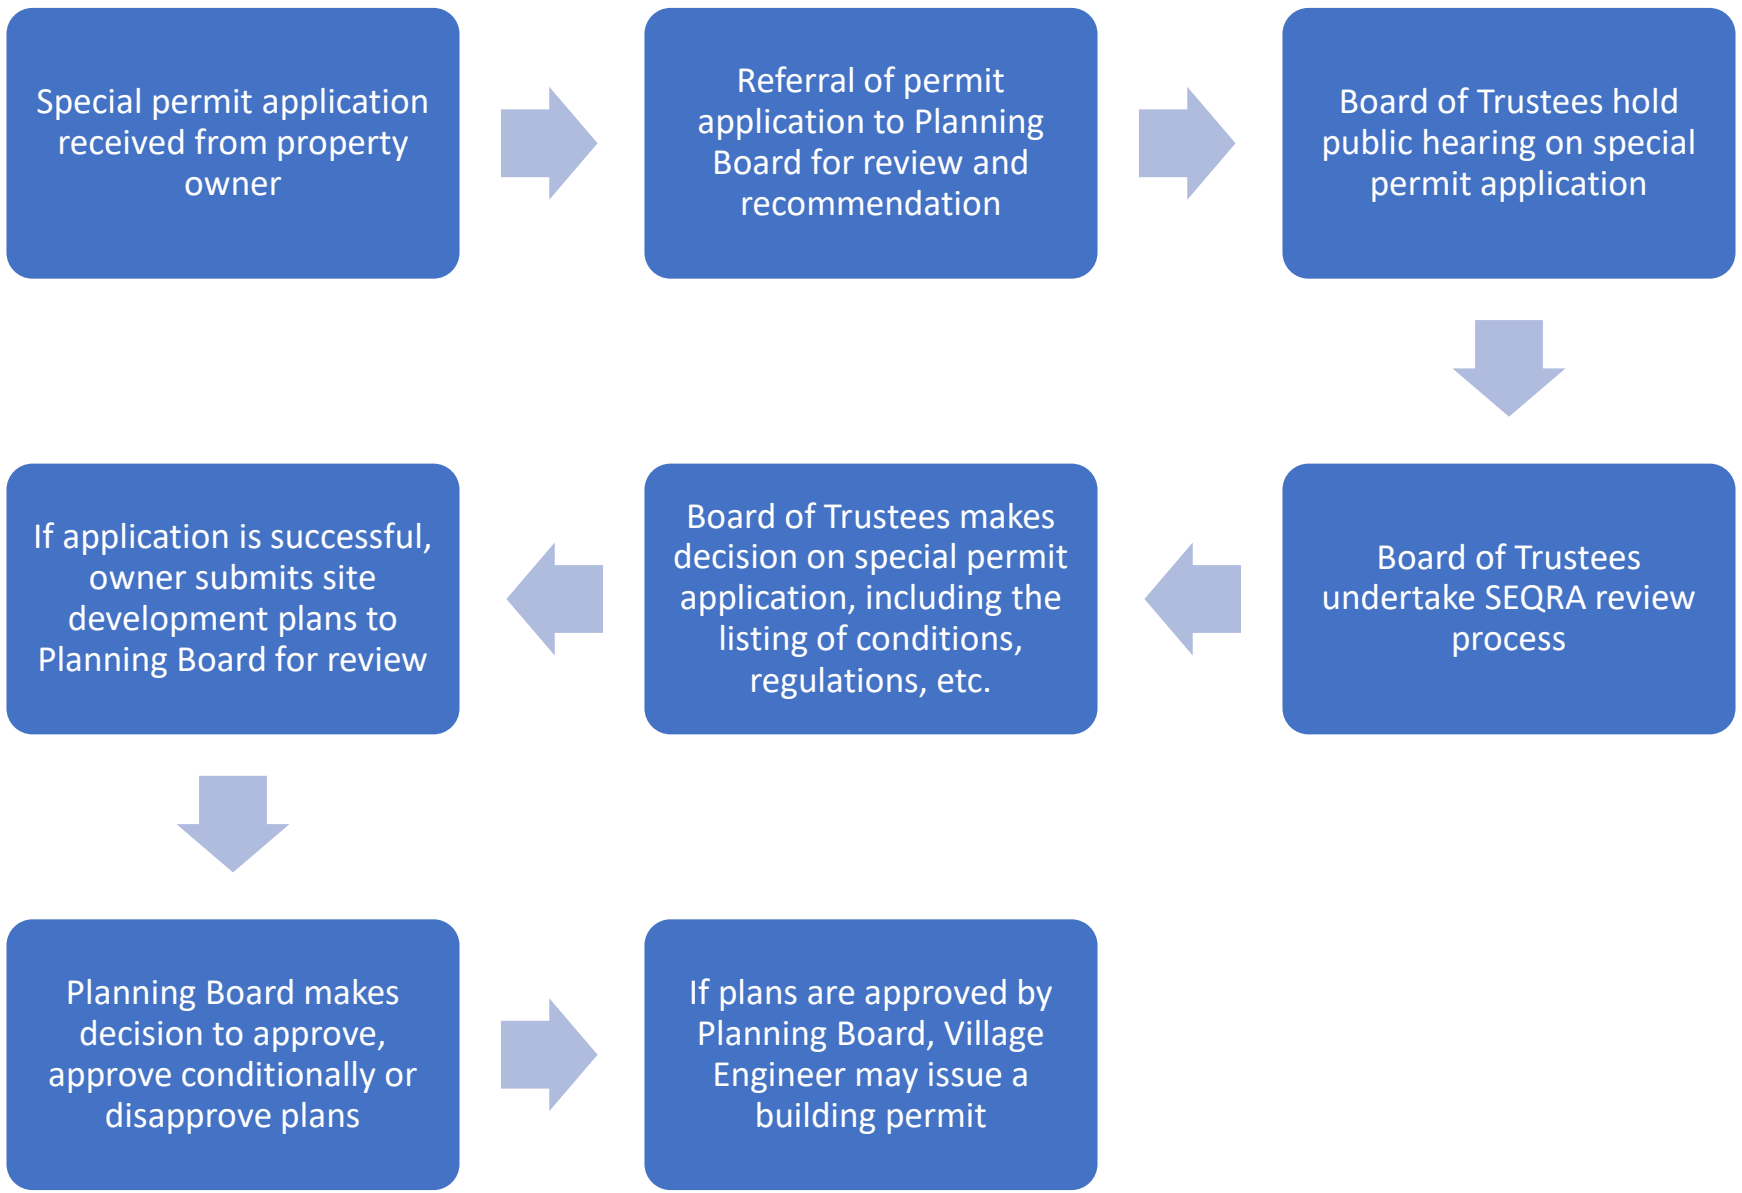 Special permit application
received from property
owner
Referral of permit
application to Planning
Board for review and
recommendation
Board of Trustees hold
public hearing on special
permit application
Board of Trustees
undertake SEQRA review
process
Board of Trustees makes
decision on special permit
application, including the
listing of conditions,
regulations, etc.
If application is successful,
owner submits site
development plans to
Planning Board for review
Planning Board makes
decision to approve,
approve conditionally or
disapprove plans
If plans are approved by
Planning Board, Village
Engineer may issue a
building permit